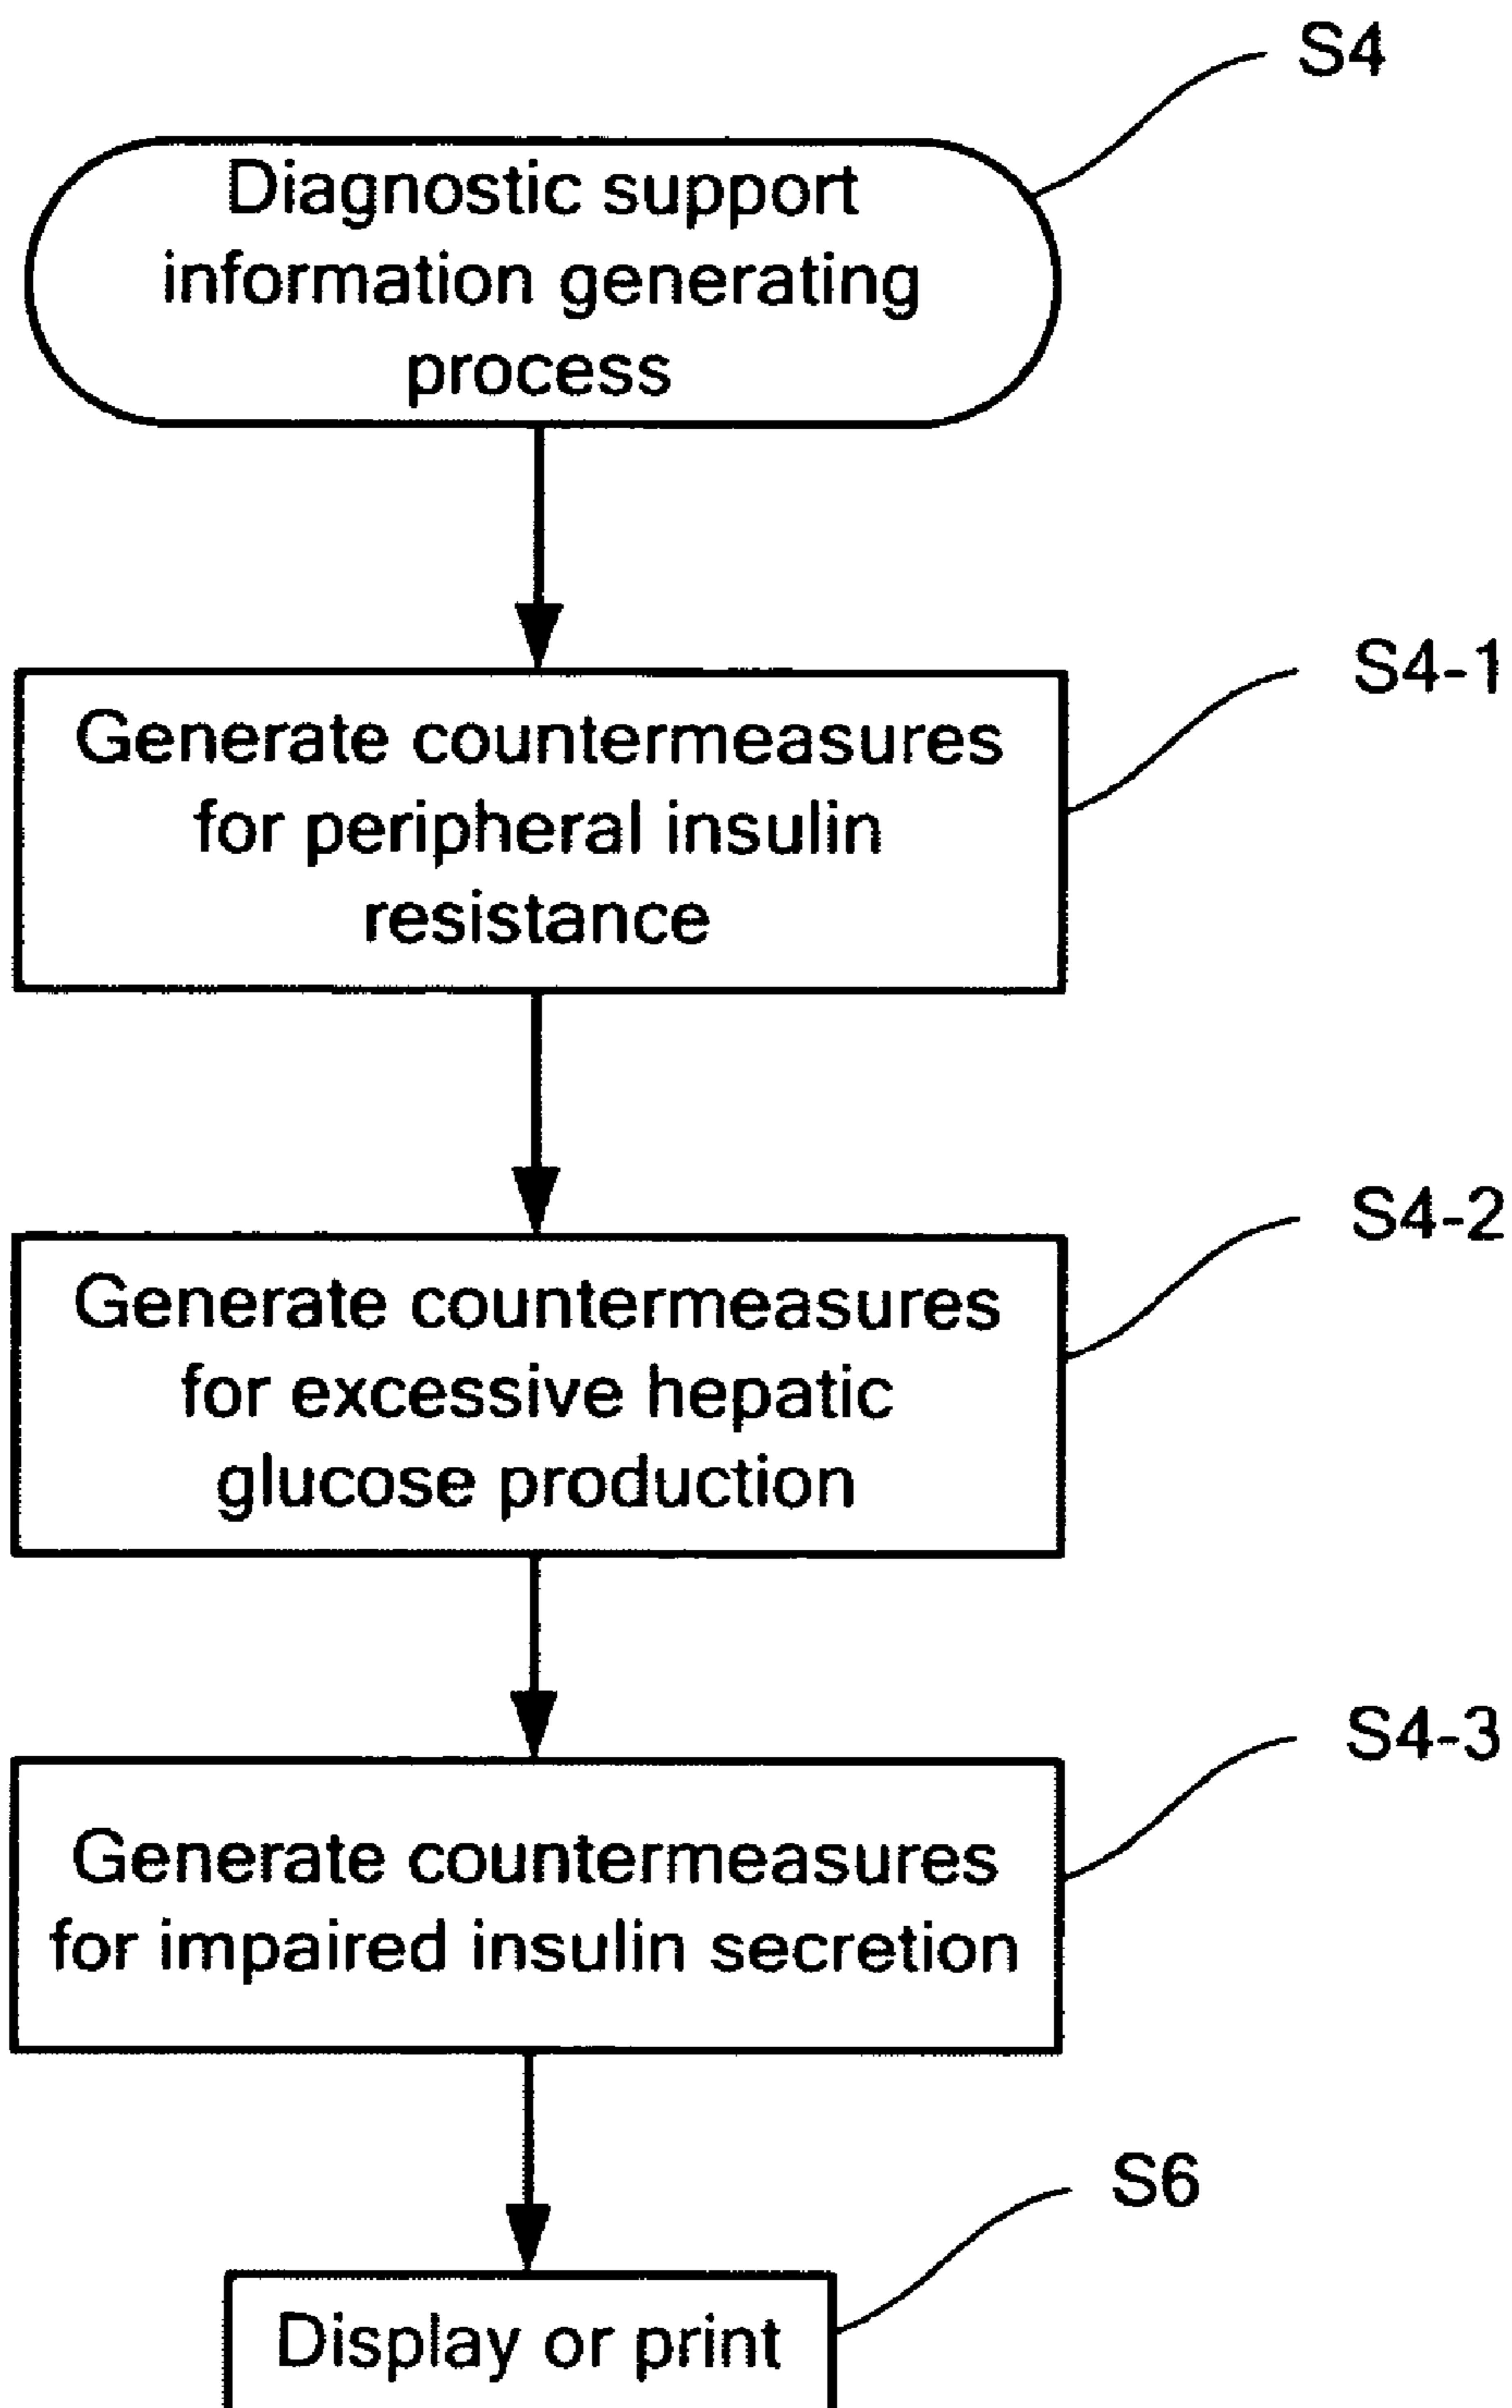 S4
Diagnostic support
information generating
process
S4-1
Generate countermeasures
for peripheral insulin
resistance
S4-2
Generate countermeasures
for excessive hepatic
glucose production
S4-3
Generate countermeasures
for impaired insulin secretion
S6
Display or print